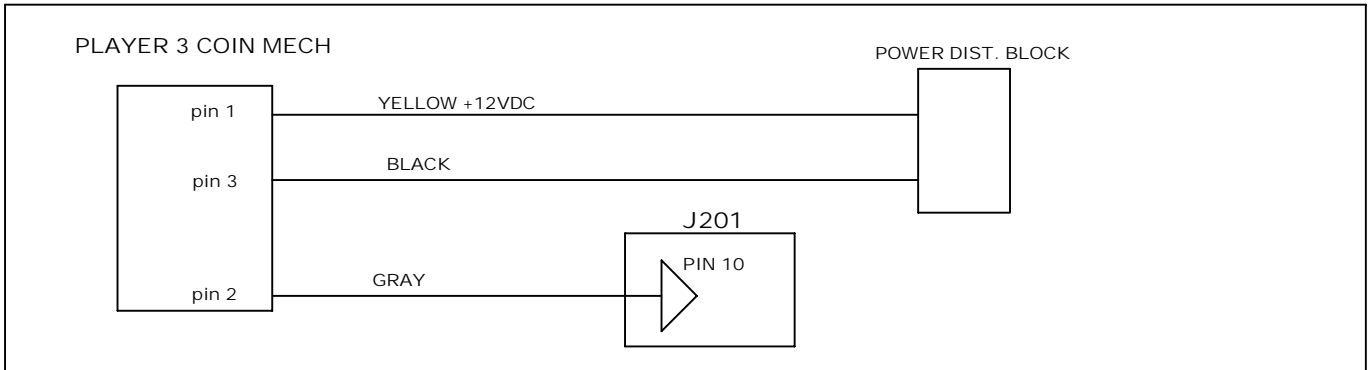 PLAYER 3 COIN MECH
POWER DIST. BLOCK
pin 1
YELLOW +12VDC
BLACK
pin 3
J201
PIN 10
GRAY
pin 2